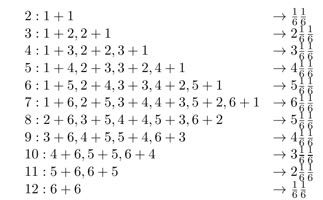 2 : 1 + 1 → 1/6 1/6
3 : 1 + 2, 2 + 1 → 2 1/6 1/6
4 : 1 + 3, 2 + 2, 3 + 1 → 3 1/6 1/6
5 : 1 + 4, 2 + 3, 3 + 2, 4 + 1 → 4 1/6 1/6
6 : 1 + 5, 2 + 4, 3 + 3, 4 + 2, 5 + 1 → 5 1/6 1/6
7 : 1 + 6, 2 + 5, 3 + 4, 4 + 3, 5 + 2, 6 + 1 → 6 1/6 1/6
8 : 2 + 6, 3 + 5, 4 + 4, 5 + 3, 6 + 2 → 5 1/6 1/6
9 : 3 + 6, 4 + 5, 5 + 4, 6 + 3 → 4 1/6 1/6
10 : 4 + 6, 5 + 5, 6 + 4 → 3 1/6 1/6
11 : 5 + 6, 6 + 5 → 2 1/6 1/6
12 : 6 + 6 → 1/6 1/6